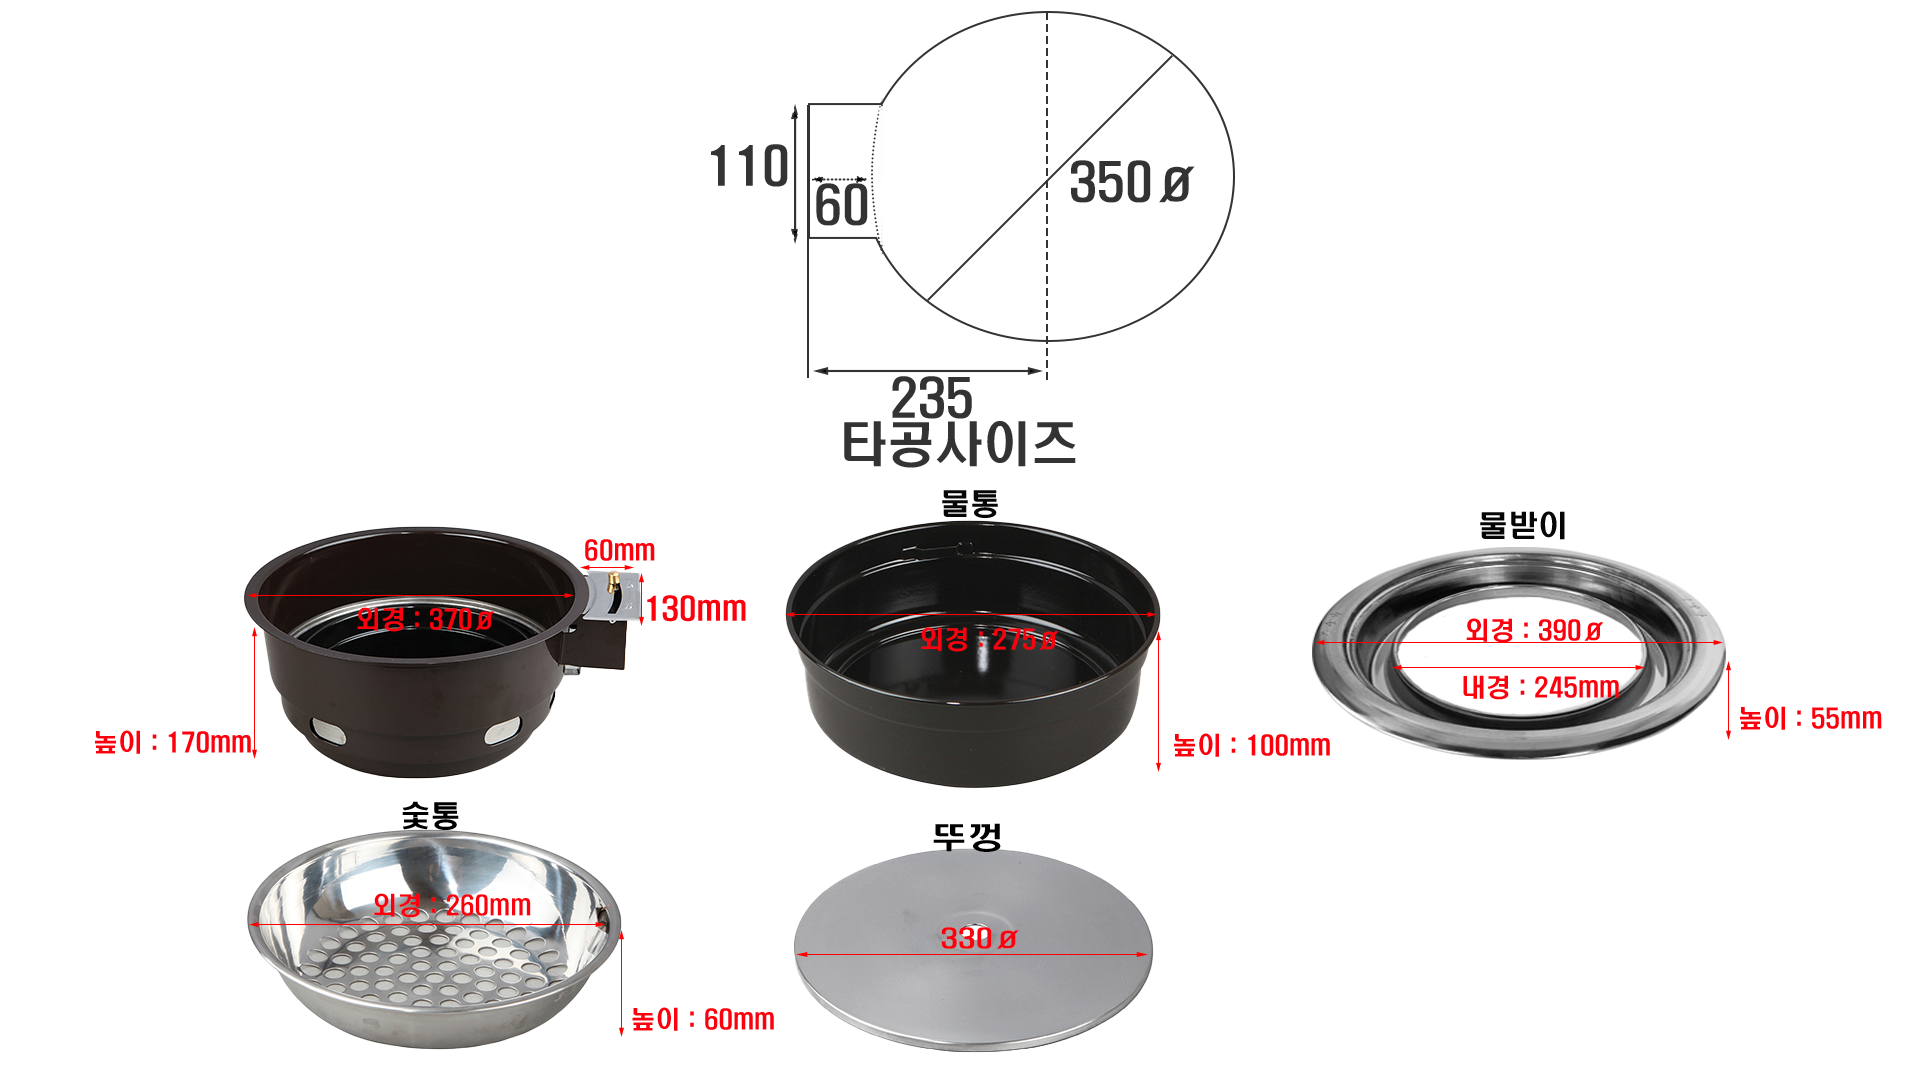 110
60
350ø
235
타공사이즈
물통
물받이
60mm
130mm
외경 : 370ø
외경 : 275ø
외경 : 390ø
내경 : 245mm
높이 : 170mm
높이 : 100mm
높이 : 55mm
숯통
뚜껑
외경 : 260mm
330ø
높이 : 60mm